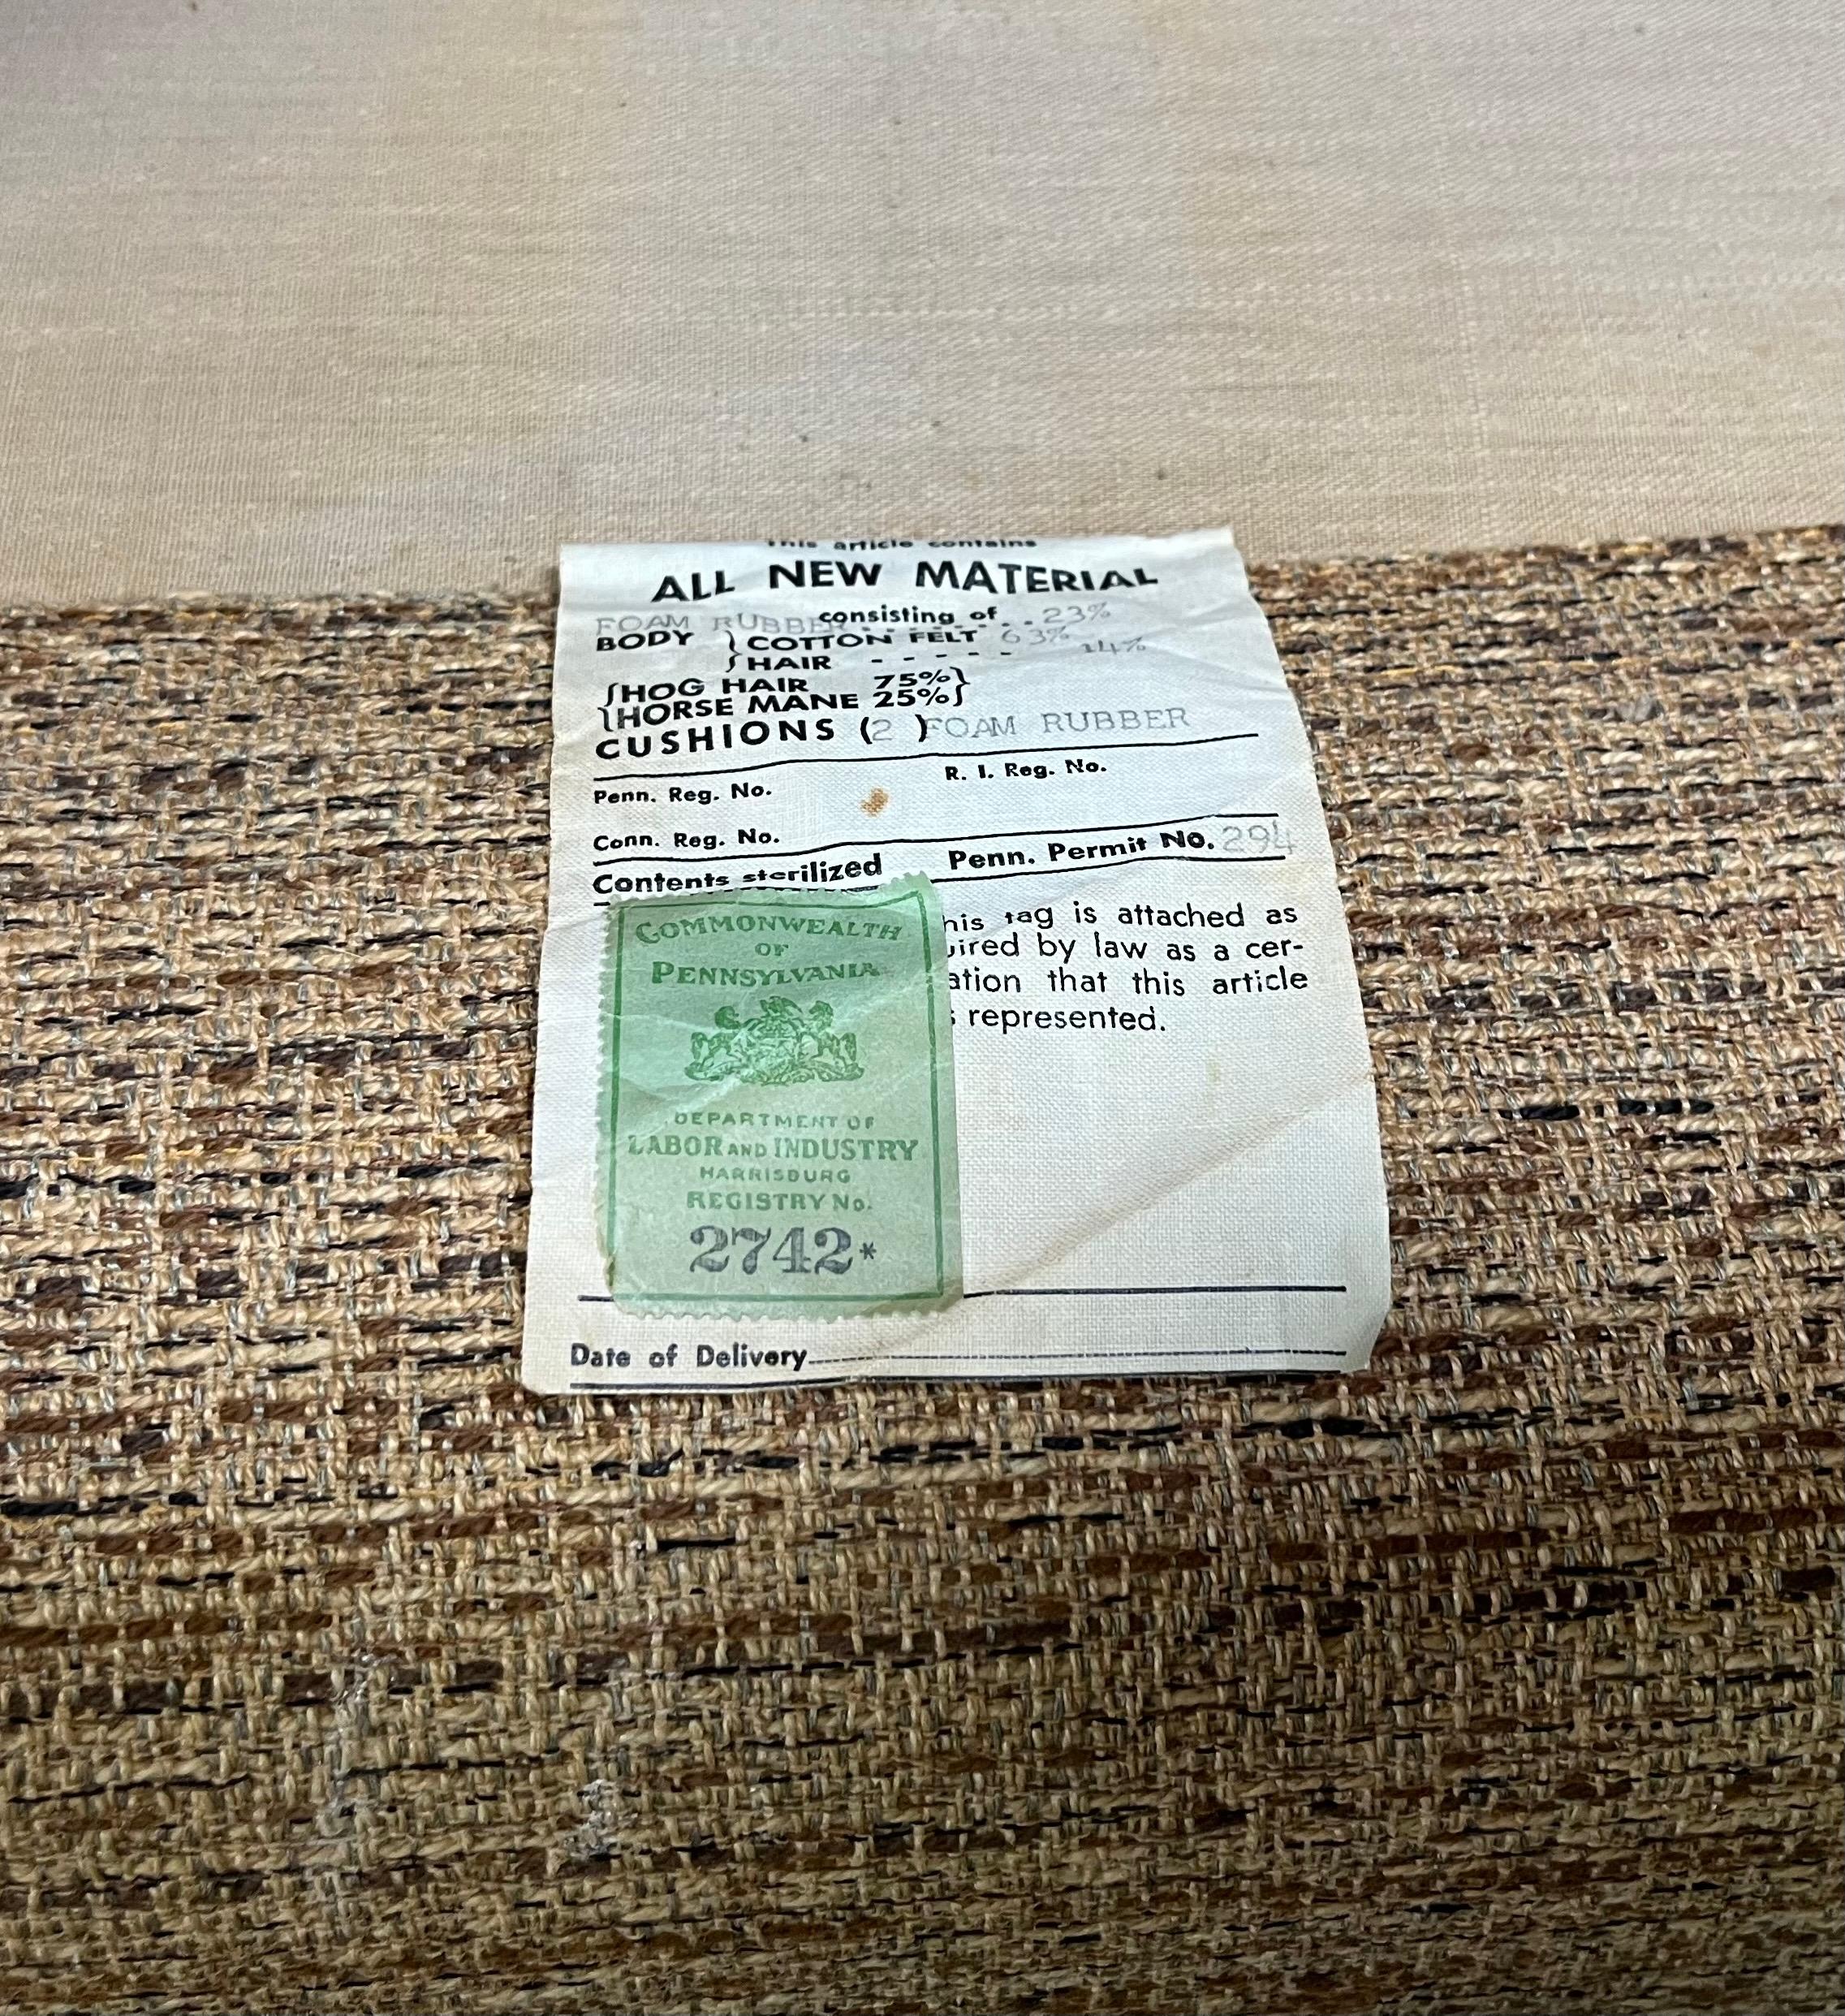 This article contains
ALL NEW MATERIAL
consisting of
FOAM RUBBER . . . . . . . 23%
BODY } COTTON FELT 63%
HAIR - - - - - 14%
{HOG HAIR 75%}
{HORSE MANE 25%}
CUSHIONS (2 ) FOAM RUBBER
R. I. Reg. No.
Penn. Reg. No.
Conn. Reg. No.
Contents sterilized Penn. Permit No. 294
his tag is attached as
uired by law as a cer-
ation that this article
s represented.
COMMONWEALTH
OF
PENNSYLVANIA
DEPARTMENT OF
LABOR AND INDUSTRY
HARRISBURG
REGISTRY No.
2742*
Date of Delivery